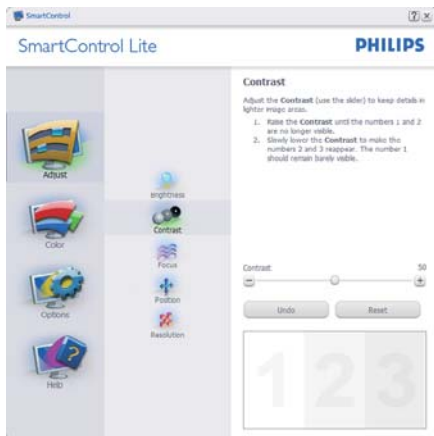 SmartControl
SmartControl Lite
PHILIPS
Adjust
Color
Options
Help
Brightness
Contrast
Focus
Position
Resolution
Contrast
Adjust the Contrast (use the slider) to keep details in
lighter image areas.
1. Raise the Contrast until the numbers 1 and 2
are no longer visible.
2. Slowly lower the Contrast to make the
numbers 2 and 3 reappear. The number 1
should remain barely visible.
Contrast 50
Undo Reset
1 2 3